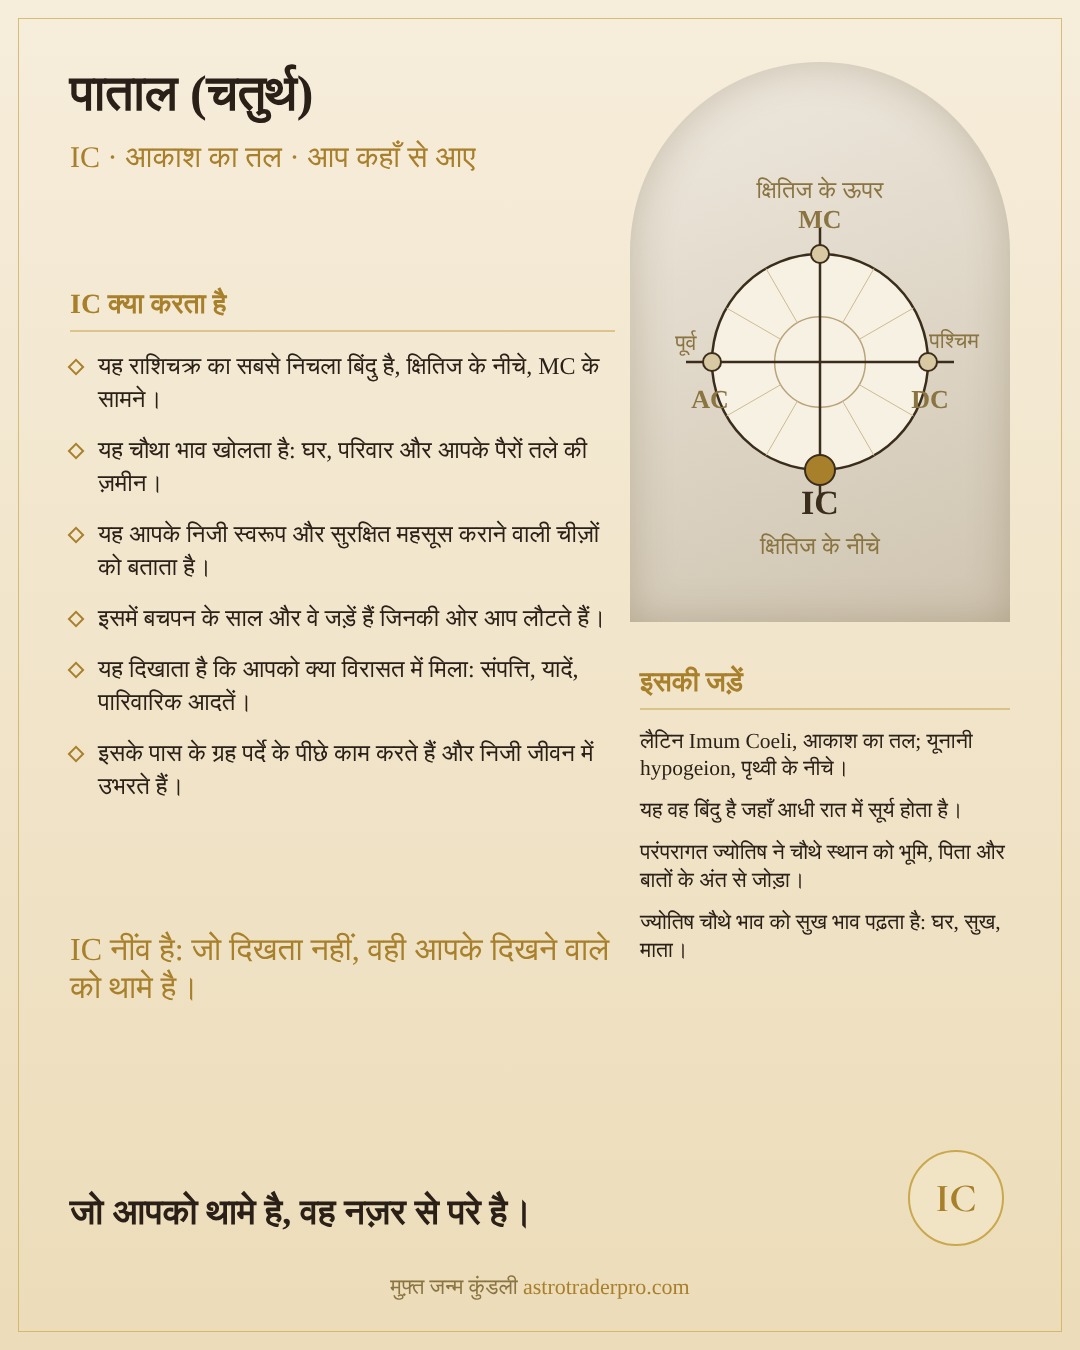 पाताल (चतुर्थ)
IC · आकाश का तल · आप कहाँ से आए
IC क्या करता है
यह राशिचक्र का सबसे निचला बिंदु है, क्षितिज के नीचे, MC के
सामने।
यह चौथा भाव खोलता है: घर, परिवार और आपके पैरों तले की
ज़मीन।
यह आपके निजी स्वरूप और सुरक्षित महसूस कराने वाली चीज़ों
को बताता है।
इसमें बचपन के साल और वे जड़ें हैं जिनकी ओर आप लौटते हैं।
यह दिखाता है कि आपको क्या विरासत में मिला: संपत्ति, यादें,
पारिवारिक आदतें।
इसके पास के ग्रह पर्दे के पीछे काम करते हैं और निजी जीवन में
उभरते हैं।
IC नींव है: जो दिखता नहीं, वही आपके दिखने वाले
को थामे है।
क्षितिज के ऊपर
MC
पूर्व
पश्चिम
AC
DC
IC
क्षितिज के नीचे
इसकी जड़ें
लैटिन Imum Coeli, आकाश का तल; यूनानी
hypogeion, पृथ्वी के नीचे।
यह वह बिंदु है जहाँ आधी रात में सूर्य होता है।
परंपरागत ज्योतिष ने चौथे स्थान को भूमि, पिता और
बातों के अंत से जोड़ा।
ज्योतिष चौथे भाव को सुख भाव पढ़ता है: घर, सुख,
माता।
जो आपको थामे है, वह नज़र से परे है।
IC
मुफ़्त जन्म कुंडली astrotraderpro.com